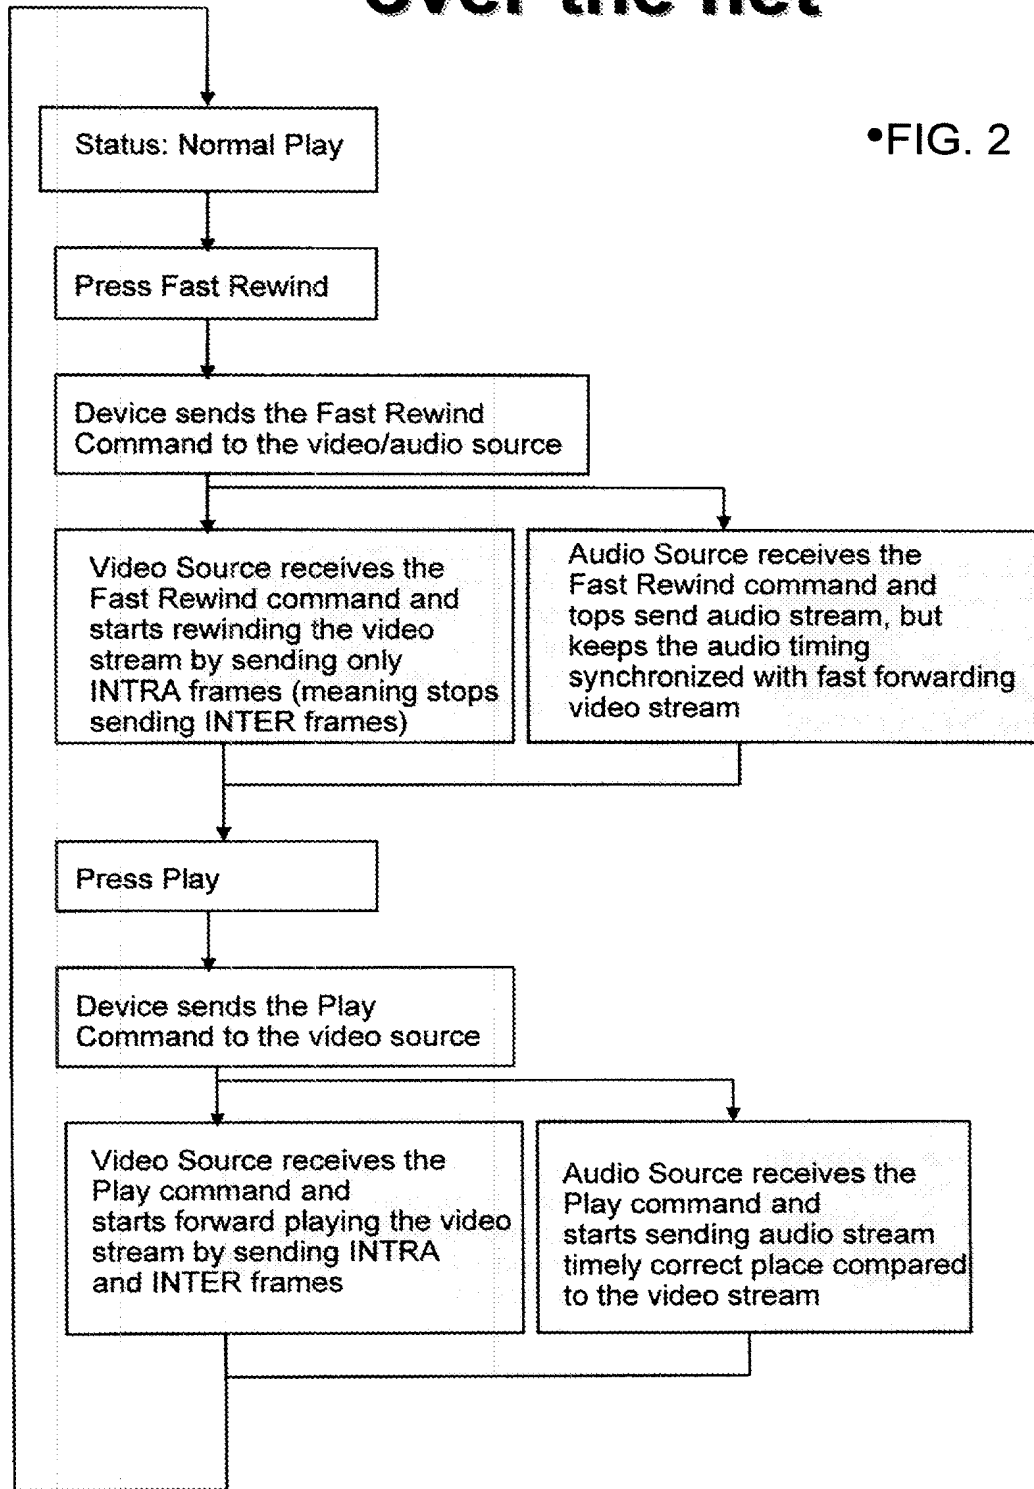 over the net
•FIG. 2
Status: Normal Play
Press Fast Rewind
Device sends the Fast Rewind
Command to the video/audio source
Video Source receives the
Fast Rewind command and
starts rewinding the video
stream by sending only
INTRA frames (meaning stops
sending INTER frames)
Audio Source receives the
Fast Rewind command and
tops send audio stream, but
keeps the audio timing
synchronized with fast forwarding
video stream
Press Play
Device sends the Play
Command to the video source
Video Source receives the
Play command and
starts forward playing the video
stream by sending INTRA
and INTER frames
Audio Source receives the
Play command and
starts sending audio stream
timely correct place compared
to the video stream